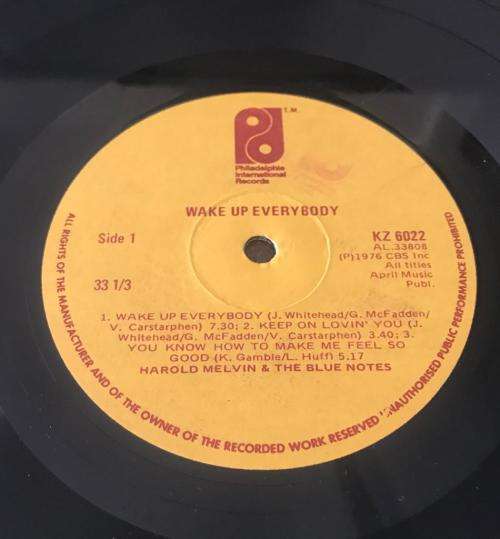 T.M.
Philadelphia
International
Records
WAKE UP EVERYBODY
Side 1
KZ 6022
AL.33808
(P)1976 CBS Inc
All titles
April Music
Publ.
33 1/3
1. WAKE UP EVERYBODY (J. Whitehead/G. McFadden/
V. Carstarphen) 7.30; 2. KEEP ON LOVIN' YOU (J.
Whitehead/G. McFadden/V. Carstarphen) 3.40; 3.
YOU KNOW HOW TO MAKE ME FEEL SO
GOOD (K. Gamble/L. Huff) 5.17
HAROLD MELVIN & THE BLUE NOTES
ALL RIGHTS OF THE MANUFACTURER AND OF THE OWNER OF THE RECORDED WORK RESERVED UNAUTHORISED PUBLIC PERFORMANCE PROHIBITED